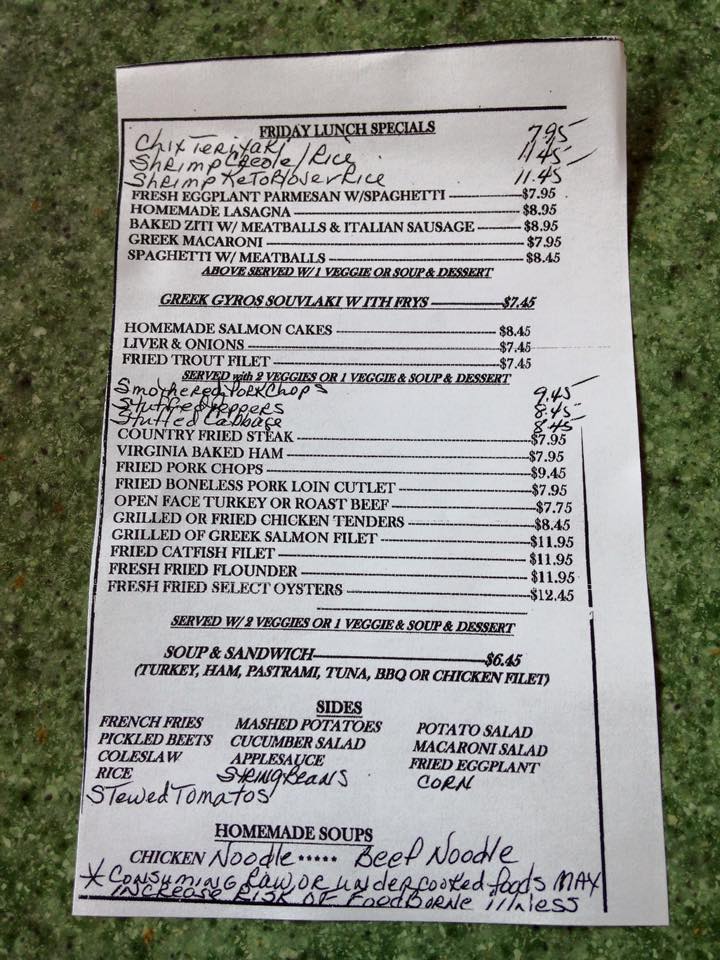 FRIDAY LUNCH SPECIALS
Chix Teriyaki 7.95
Shrimp Creole/Rice 11.45
Shrimp Over Rice 11.45
FRESH EGGPLANT PARMESAN W/SPAGHETTI $7.95
HOMEMADE LASAGNA $8.95
BAKED ZITI W/ MEATBALLS & ITALIAN SAUSAGE $8.95
GREEK MACARONI $7.95
SPAGHETTI W/ MEATBALLS $8.45
ABOVE SERVED W/1 VEGGIE OR SOUP & DESSERT
GREEK GYROS SOUVLAKI W ITH FRYS $7.45
HOMEMADE SALMON CAKES $8.45
LIVER & ONIONS $7.45
FRIED TROUT FILET $7.45
SERVED with 2 VEGGIES OR 1 VEGGIE & SOUP & DESSERT
Smothered Pork Chops 9.45
Stuffed Peppers 8.45
Stuffed Cabbage 8.45
COUNTRY FRIED STEAK $7.95
VIRGINIA BAKED HAM $7.95
FRIED PORK CHOPS $9.45
FRIED BONELESS PORK LOIN CUTLET $7.95
OPEN FACE TURKEY OR ROAST BEEF $7.75
GRILLED OR FRIED CHICKEN TENDERS $8.45
GRILLED OF GREEK SALMON FILET $11.95
FRIED CATFISH FILET $11.95
FRESH FRIED FLOUNDER $11.95
FRESH FRIED SELECT OYSTERS $12.45
SERVED W/ 2 VEGGIES OR 1 VEGGIE & SOUP & DESSERT
SOUP & SANDWICH $6.45
(TURKEY, HAM, PASTRAMI, TUNA, BBQ OR CHICKEN FILET)
SIDES
FRENCH FRIES MASHED POTATOES POTATO SALAD
PICKLED BEETS CUCUMBER SALAD MACARONI SALAD
COLESLAW APPLESAUCE FRIED EGGPLANT
RICE String Beans CORN
Stewed Tomatos
HOMEMADE SOUPS
CHICKEN Noodle ••••• Beef Noodle
* Consuming Raw or undercooked foods MAY
INCREASE RISK OF Foodborne illness